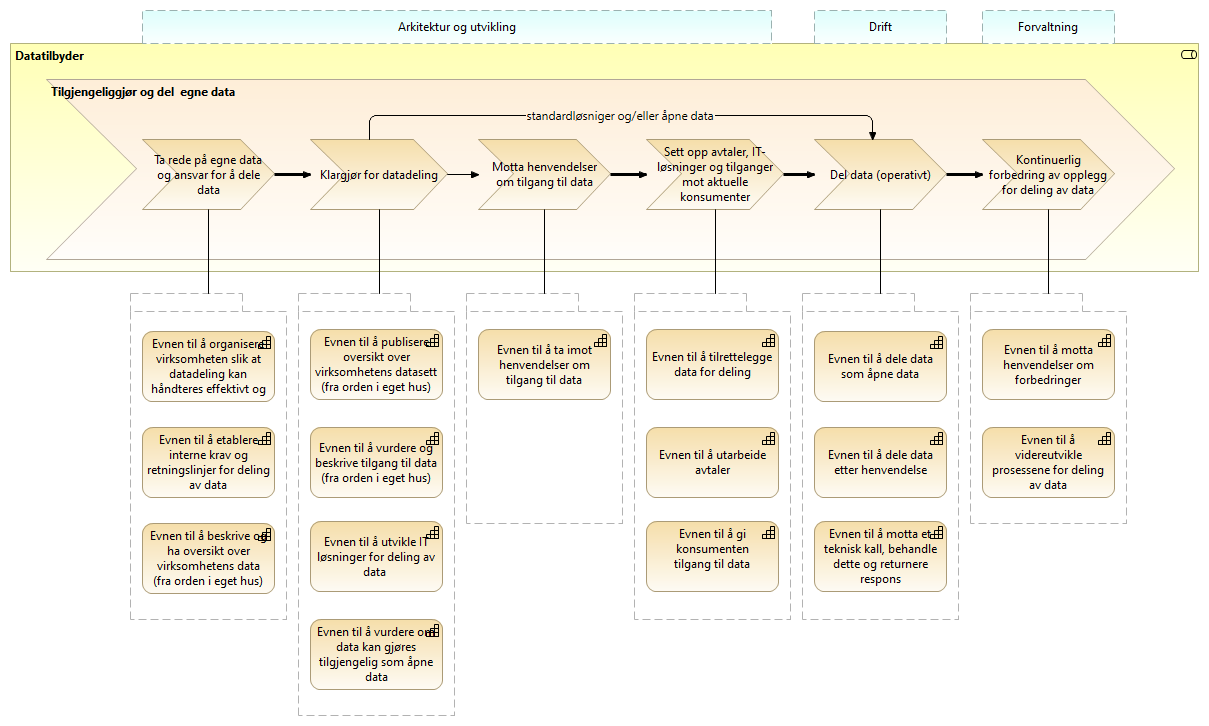 Arkitektur og utvikling
Drift
Forvaltning
Datatilbyder
Tilgjengeliggjør og del  egne data
standardløsniger og/eller åpne data
Ta rede på egne data
og ansvar for å dele
data
Klargjør for datadeling
Motta henvendelser
om tilgang til data
Sett opp avtaler, IT-
løsninger og tilganger
mot aktuelle
konsumenter
Del data (operativt)
Kontinuerlig
forbedring av opplegg
for deling av data
Evnen til å organisere
virksomheten slik at
datadeling kan
håndteres effektivt og
Evnen til å etablere
interne krav og
retningslinjer for deling
av data
Evnen til å beskrive og
ha oversikt over
virksomhetens data
(fra orden i eget hus)
Evnen til å publisere
oversikt over
virksomhetens datasett
(fra orden i eget hus)
Evnen til å vurdere og
beskrive tilgang til data
(fra orden i eget hus)
Evnen til å utvikle IT
løsninger for deling av
data
Evnen til å vurdere om
data kan gjøres
tilgjengelig som åpne
data
Evnen til å ta imot
henvendelser om
tilgang til data
Evnen til å tilrettelegge
data for deling
Evnen til å utarbeide
avtaler
Evnen til å gi
konsumenten
tilgang til data
Evnen til å dele data
som åpne data
Evnen til å dele data
etter henvendelse
Evnen til å motta et
teknisk kall, behandle
dette og returnere
respons
Evnen til å motta
henvendelser om
forbedringer
Evnen til å
videreutvikle
prosessene for deling
av data